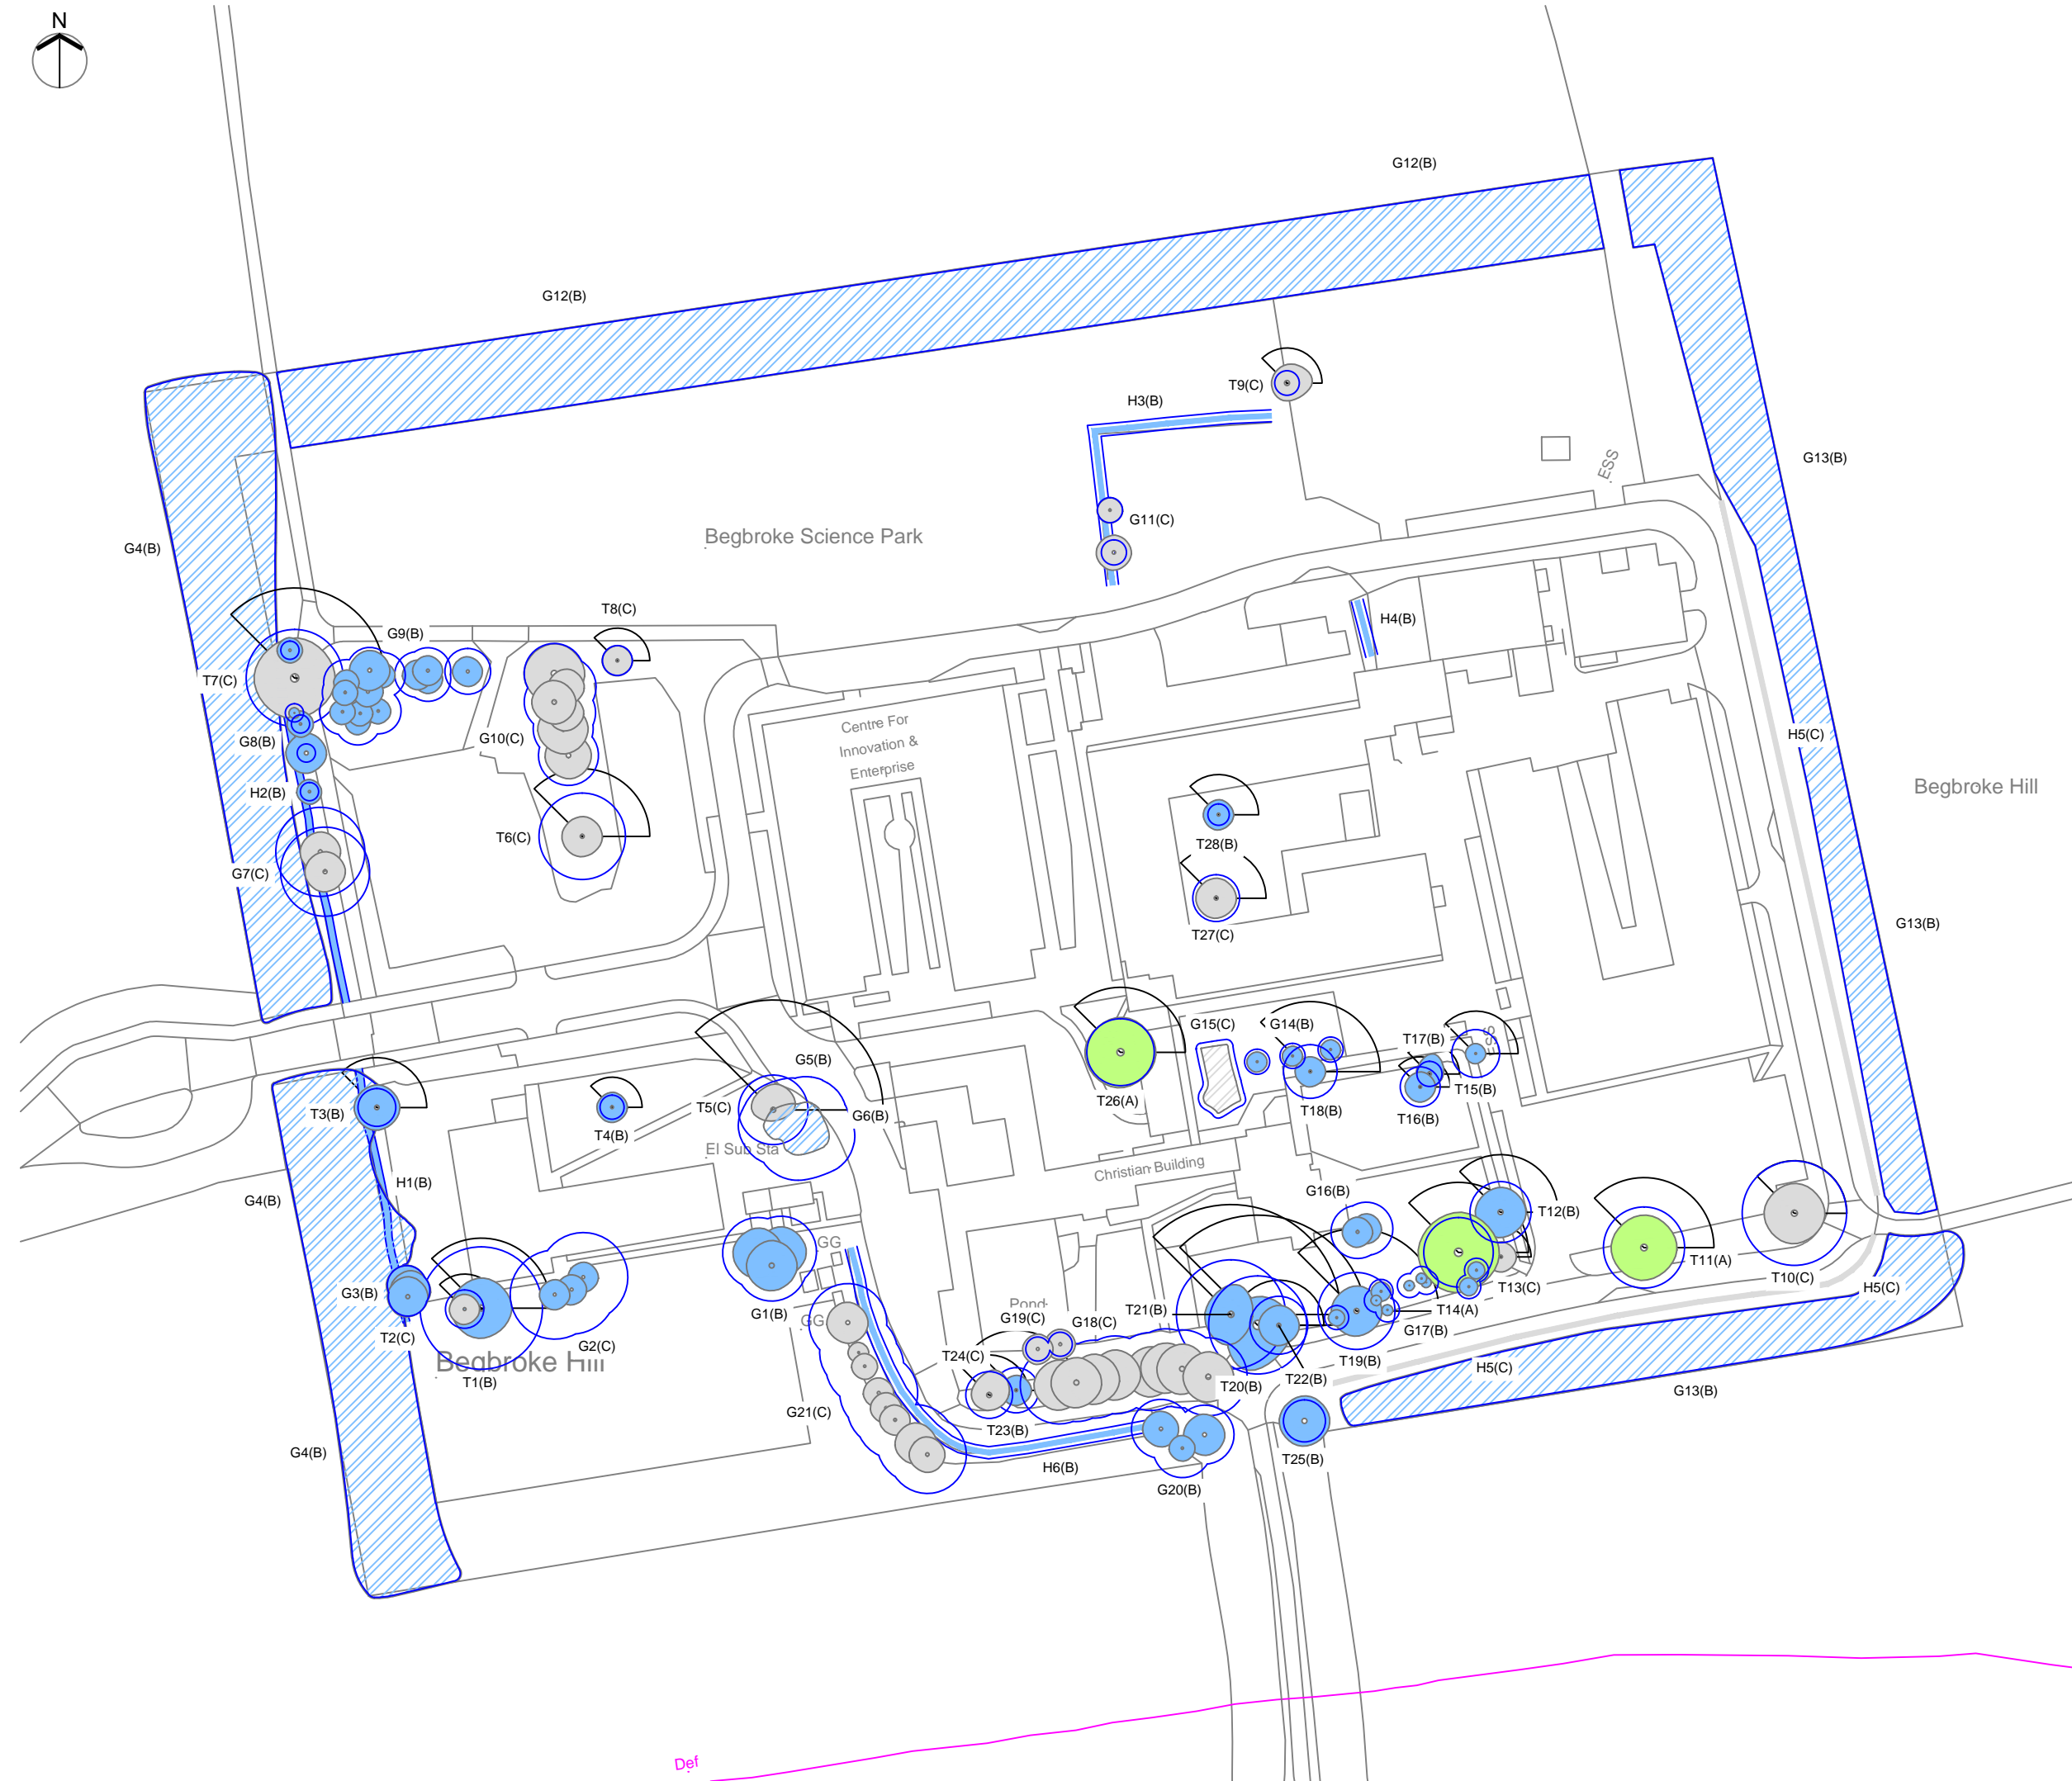 N
G12(B)
G12(B)
T9(C)
H3(B)
G13(B)
ESS
G11(C)
Begbroke Science Park
G4(B)
T8(C)
H4(B)
G9(B)
T7(C)
Centre For
Innovation &
Enterprise
G10(C)
G8(B)
H5(C)
H2(B)
Begbroke Hill
T6(C)
T28(B)
G7(C)
G13(B)
T27(C)
G15(C)
G14(B)
T17(B)
G5(B)
T5(C)
G6(B)
T26(A)
T3(B)
T4(B)
T18(B)
T16(B)
T15(B)
El Sub Sta
Christian Building
H1(B)
G4(B)
G16(B)
T12(B)
GG
T11(A)
T10(C)
G3(B)
T13(C)
H5(C)
G1(B)
T21(B)
T14(A)
Pond
GG
G19(C)
G18(C)
G17(B)
T2(C)
G2(C)
T24(C)
T19(B)
Begbroke Hill
H5(C)
T1(B)
T20(B)
T22(B)
G13(B)
G21(C)
T23(B)
G4(B)
H6(B)
T25(B)
G20(B)
Def